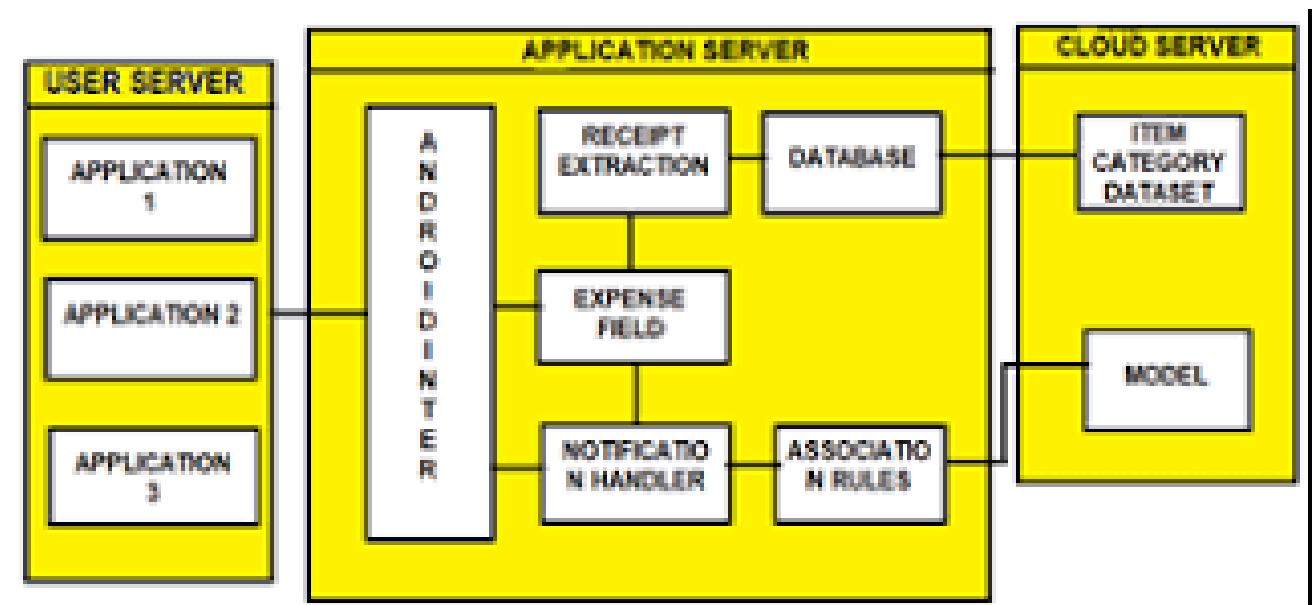 USER SERVER
APPLICATION
1
APPLICATION 2
APPLICATION
3
APPLICATION SERVER
A
N
D
R
O
I
D
I
N
T
E
R
RECEIPT
EXTRACTION
DATABASE
EXPENSE
FIELD
NOTIFICATIO
N HANDLER
ASSOCIATIO
N RULES
CLOUD SERVER
ITEM
CATEGORY
DATASET
MODEL